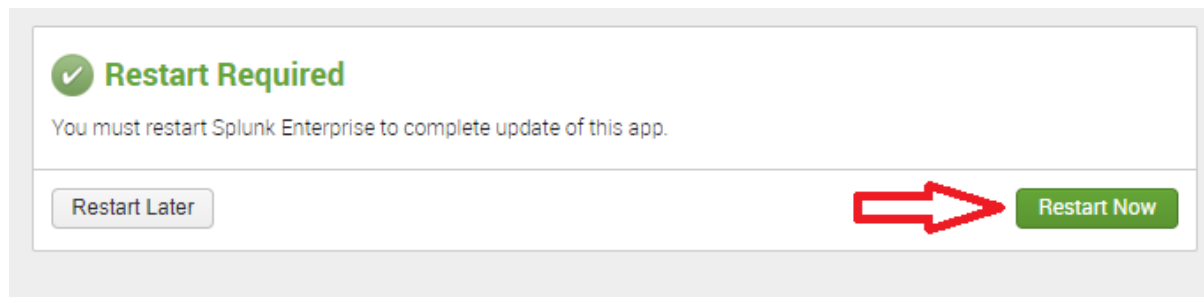 Restart Required
You must restart Splunk Enterprise to complete update of this app.
Restart Later
Restart Now